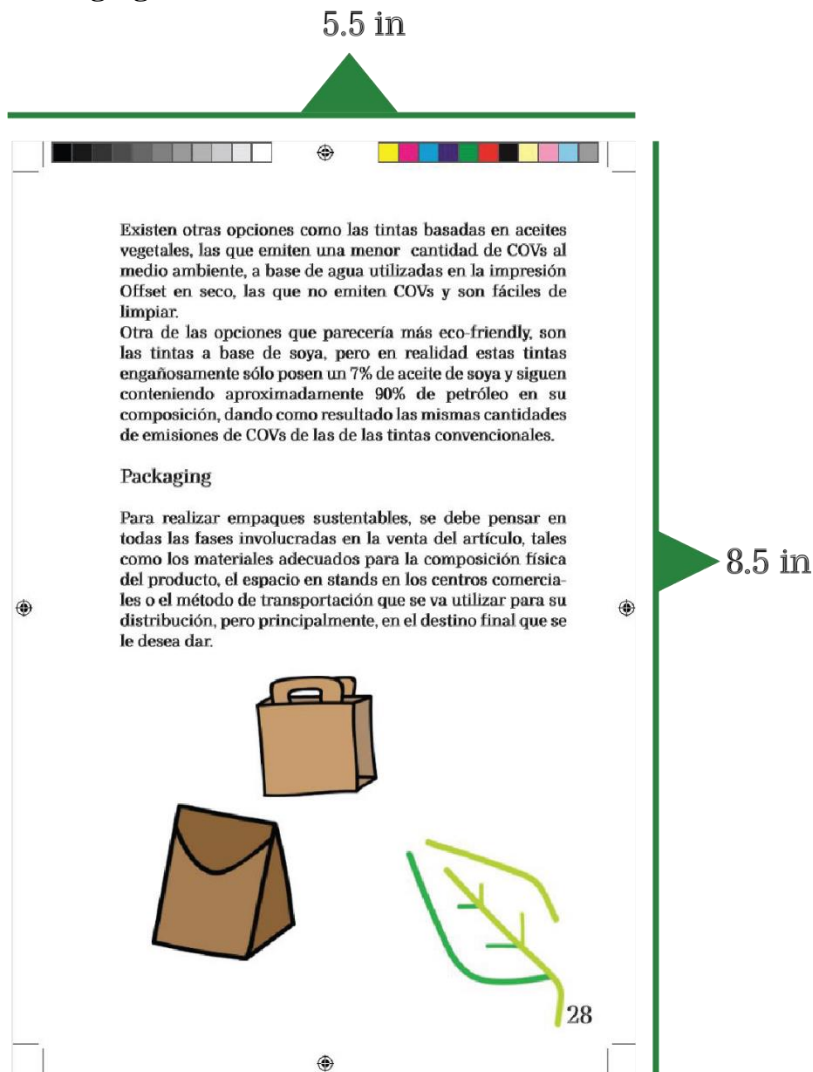 5.5 in
Existen otras opciones como las tintas basadas en aceites
vegetales, las que emiten una menor cantidad de COVs al
medio ambiente, a base de agua utilizadas en la impresión
Offset en seco, las que no emiten COVs y son fáciles de
limpiar.
Otra de las opciones que parecería más eco-friendly, son
las tintas a base de soya, pero en realidad estas tintas
engañosamente sólo posen un 7% de aceite de soya y siguen
conteniendo aproximadamente 90% de petróleo en su
composición, dando como resultado las mismas cantidades
de emisiones de COVs de las de las tintas convencionales.
Packaging
Para realizar empaques sustentables, se debe pensar en
todas las fases involucradas en la venta del artículo, tales
como los materiales adecuados para la composición física
del producto, el espacio en stands en los centros comercia-
les o el método de transportación que se va utilizar para su
distribución, pero principalmente, en el destino final que se
le desea dar.
8.5 in
28